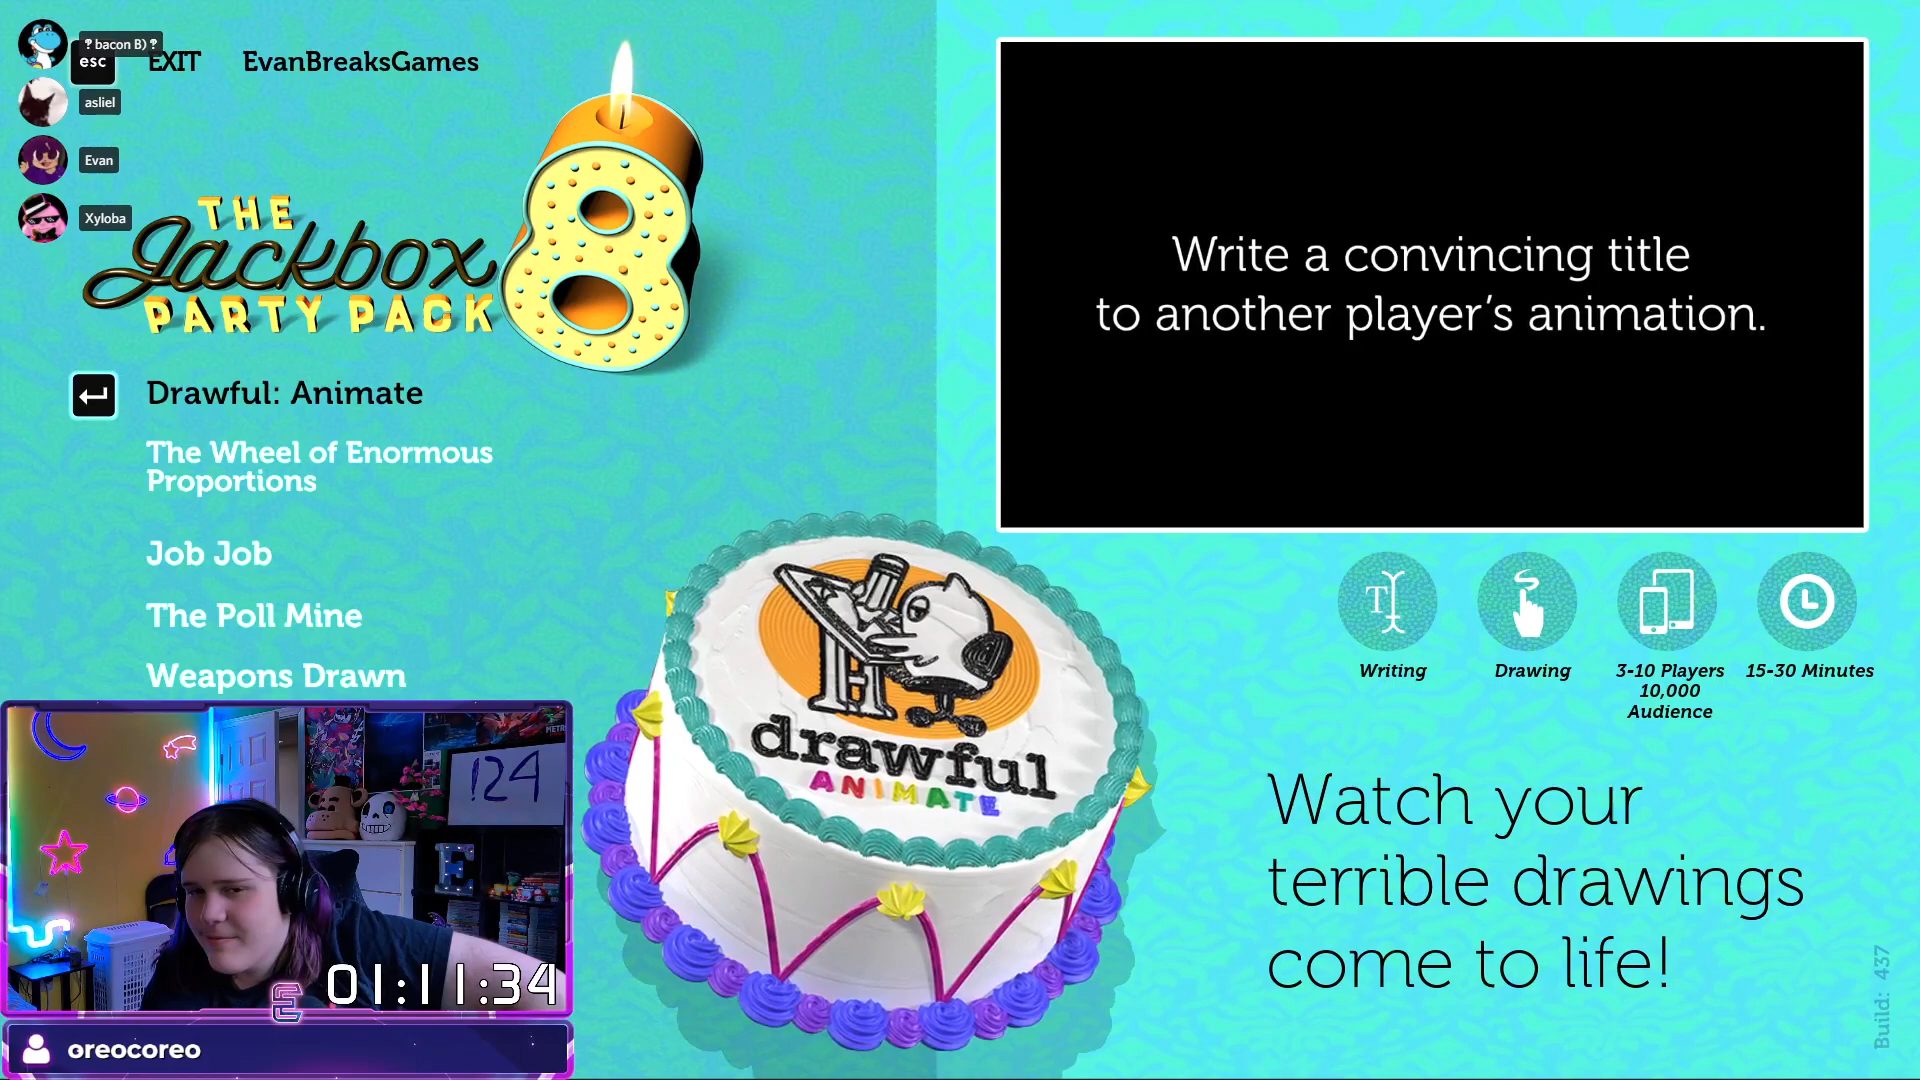 ‽ bacon B) ‽
esc
EXIT
EvanBreaksGames
asliel
Evan
Xyloba
THE
Jackbox
PARTY PACK
8
Drawful: Animate
The Wheel of Enormous
Proportions
Job Job
The Poll Mine
Weapons Drawn
Write a convincing title
to another player's animation.
T
Writing
Drawing
3-10 Players
10,000
Audience
15-30 Minutes
drawful
ANIMATE
Watch your
terrible drawings
come to life!
Build: 437
124
E
01:11:34
E
oreocoreo